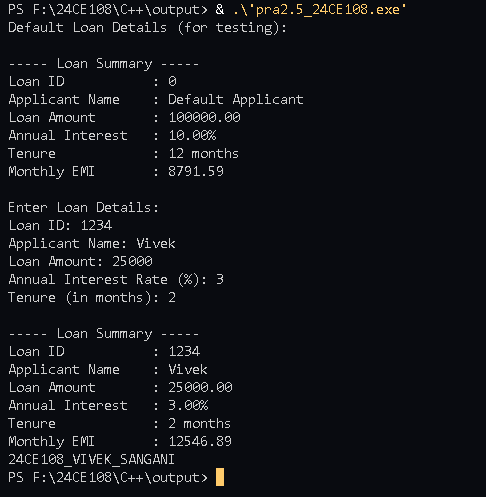 PS F:\24CE108\C++\output> & .\'pra2.5_24CE108.exe'
Default Loan Details (for testing):
----- Loan Summary -----
Loan ID : 0
Applicant Name : Default Applicant
Loan Amount : 100000.00
Annual Interest : 10.00%
Tenure : 12 months
Monthly EMI : 8791.59
Enter Loan Details:
Loan ID: 1234
Applicant Name: Vivek
Loan Amount: 25000
Annual Interest Rate (%): 3
Tenure (in months): 2
----- Loan Summary -----
Loan ID : 1234
Applicant Name : Vivek
Loan Amount : 25000.00
Annual Interest : 3.00%
Tenure : 2 months
Monthly EMI : 12546.89
24CE108_VIVEK_SANGANI
PS F:\24CE108\C++\output>